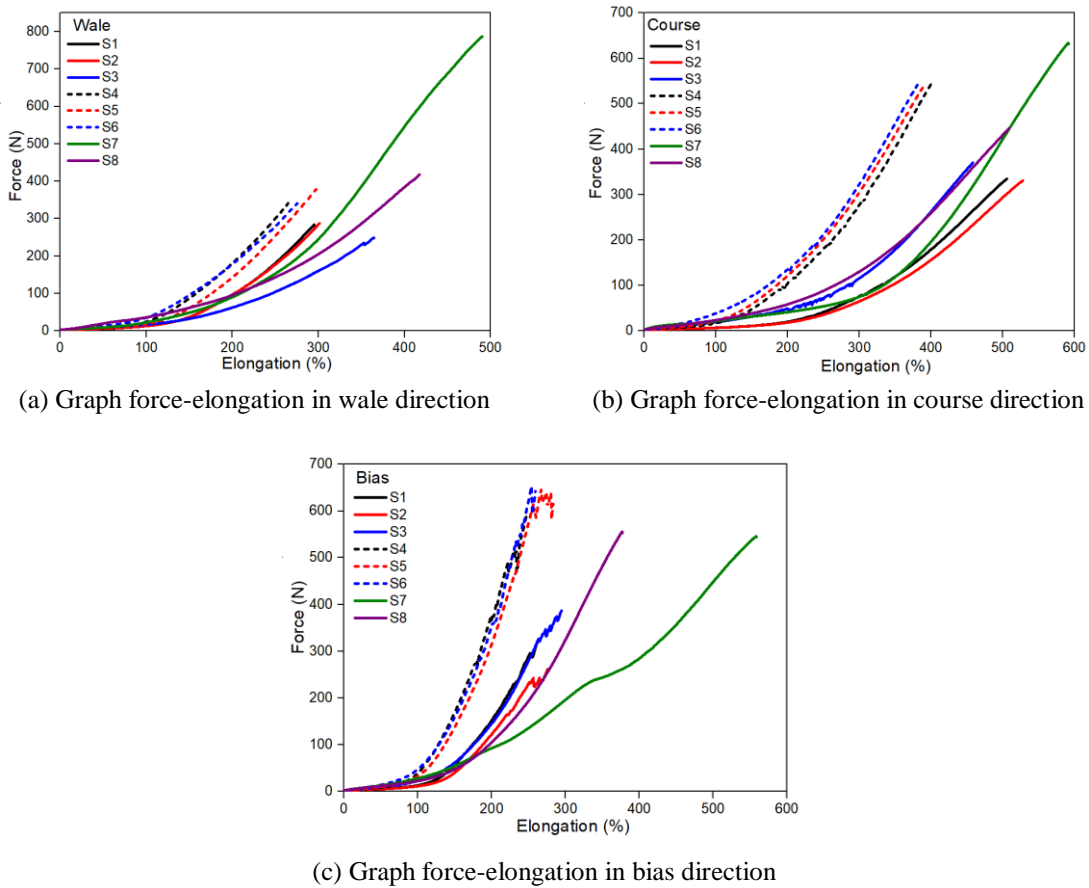 Wale
S1
S2
S3
S4
S5
S6
S7
S8
Force (N)
800
700
600
500
400
300
200
100
0
0 100 200 300 400 500
Elongation (%)
(a) Graph force-elongation in wale direction
Course
S1
S2
S3
S4
S5
S6
S7
S8
Force (N)
700
600
500
400
300
200
100
0
0 100 200 300 400 500 600
Elongation (%)
(b) Graph force-elongation in course direction
Bias
S1
S2
S3
S4
S5
S6
S7
S8
Force (N)
700
600
500
400
300
200
100
0
0 100 200 300 400 500 600
Elongation (%)
(c) Graph force-elongation in bias direction